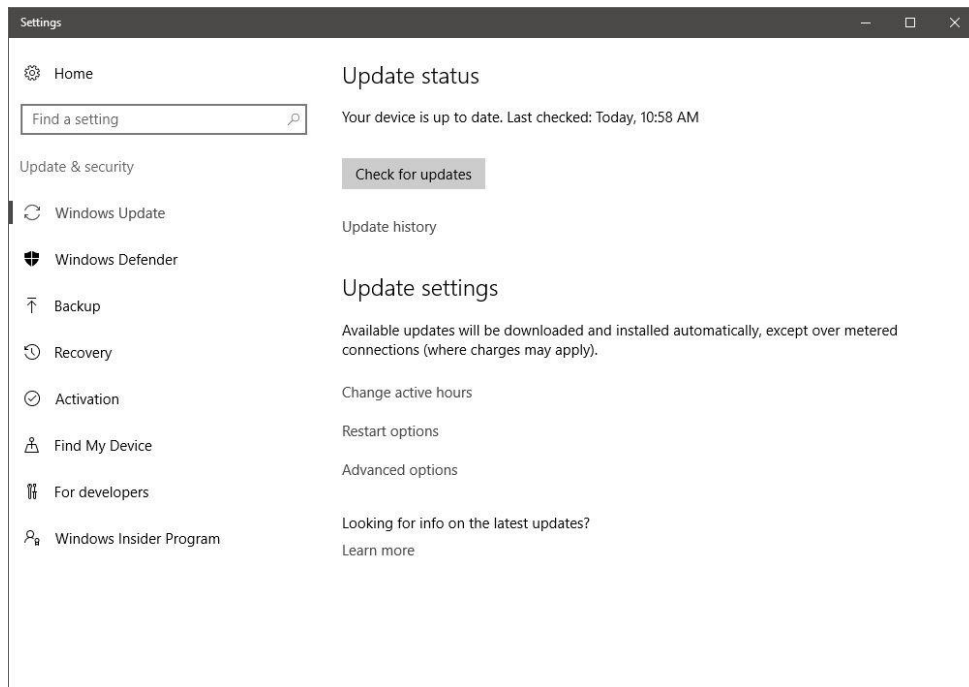 Settings
Home
Find a setting
Update & security
Windows Update
Windows Defender
Backup
Recovery
Activation
Find My Device
For developers
Windows Insider Program
Update status
Your device is up to date. Last checked: Today, 10:58 AM
Check for updates
Update history
Update settings
Available updates will be downloaded and installed automatically, except over metered
connections (where charges may apply).
Change active hours
Restart options
Advanced options
Looking for info on the latest updates?
Learn more